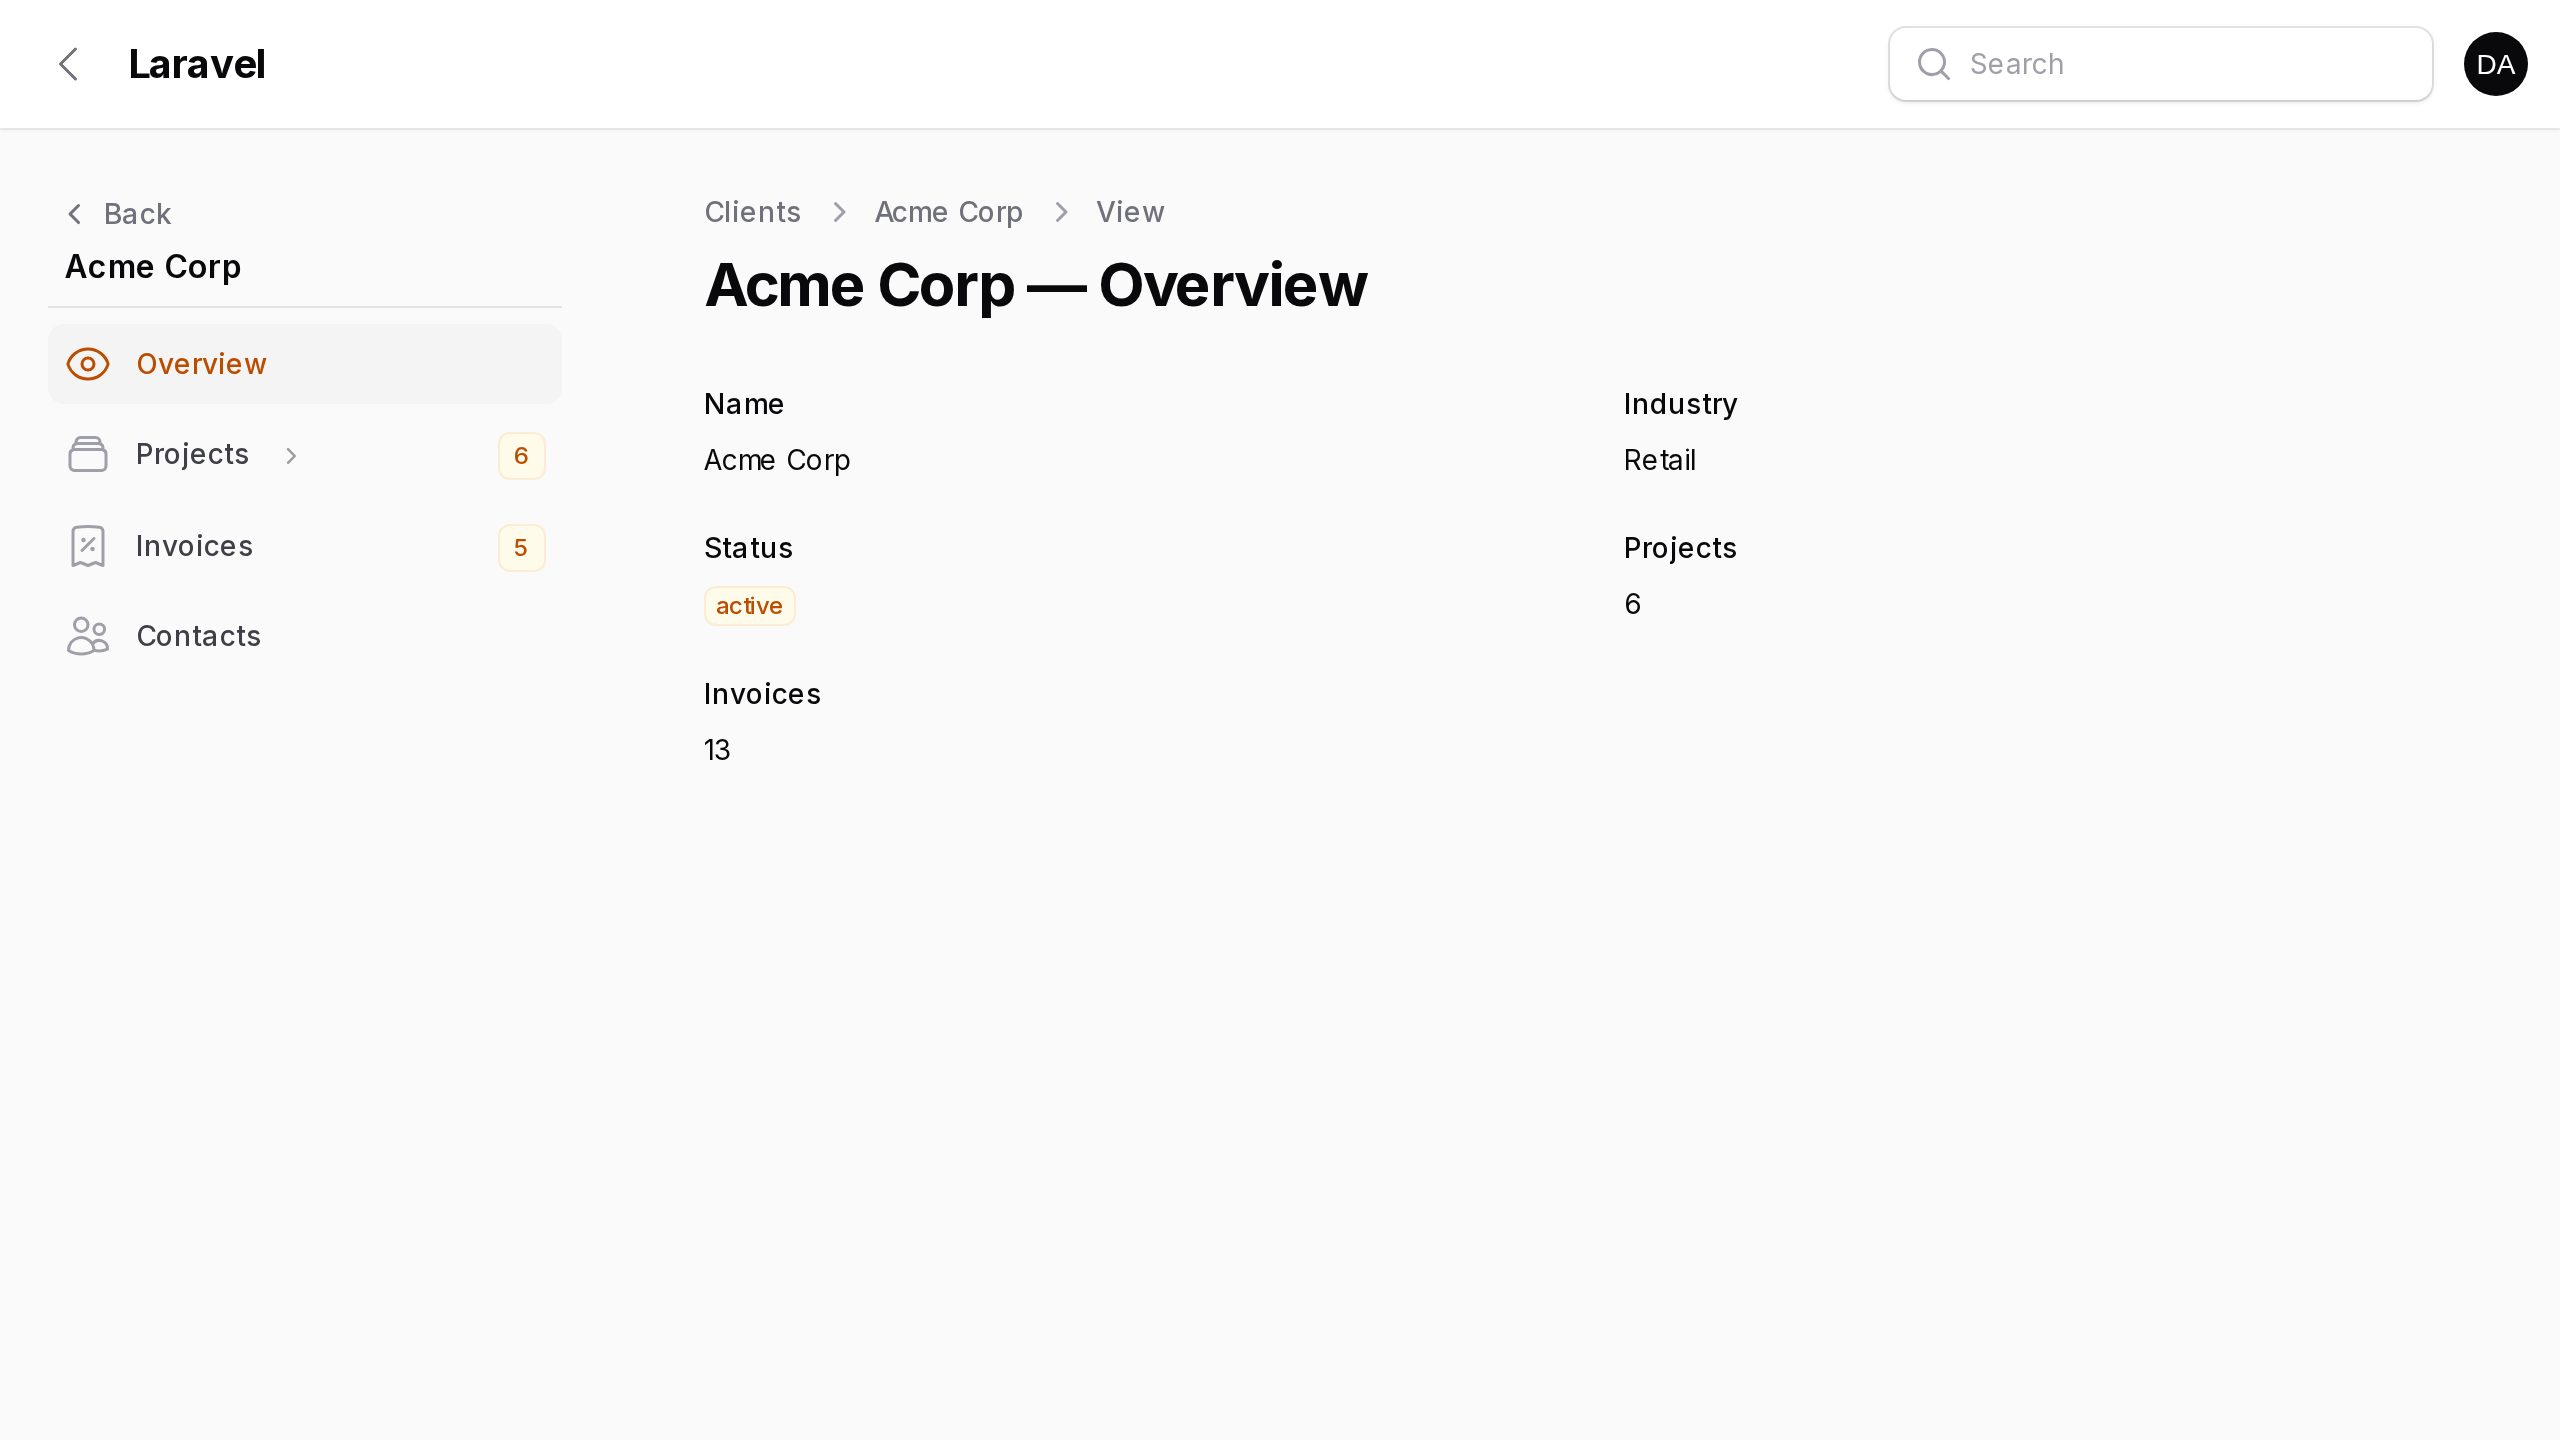 Laravel
Search
DA
Back
Acme Corp
Overview
Projects 6
Invoices 5
Contacts
Clients Acme Corp View
Acme Corp — Overview
Name Industry
Acme Corp Retail
Status Projects
active 6
Invoices
13